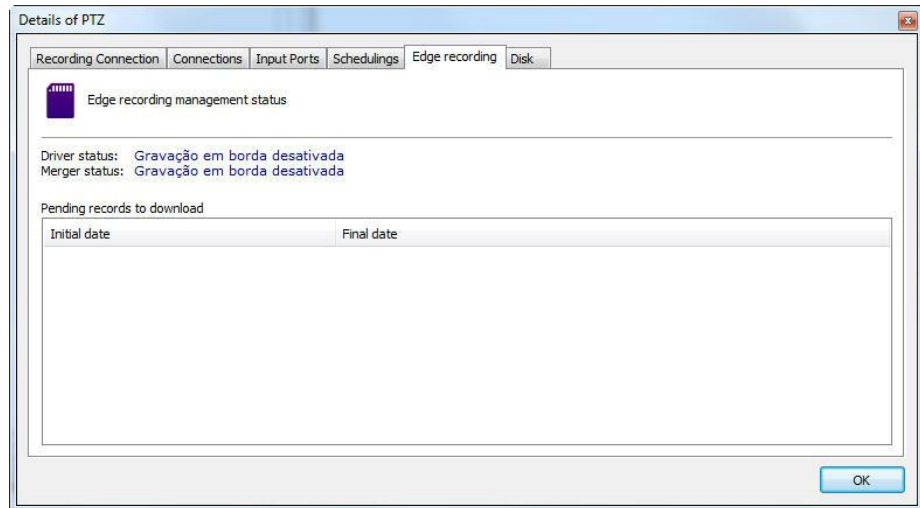 Details of PTZ
Recording Connection Connections Input Ports Schedulings Edge recording Disk
Edge recording management status
Driver status: Gravação em borda desativada
Merger status: Gravação em borda desativada
Pending records to download
Initial date Final date
OK